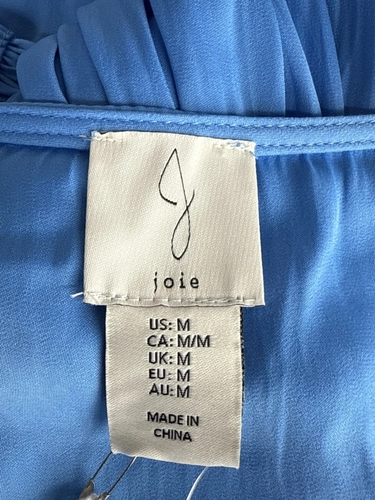 J
joie
US: M
CA: M/M
UK: M
EU: M
AU: M
MADE IN
CHINA